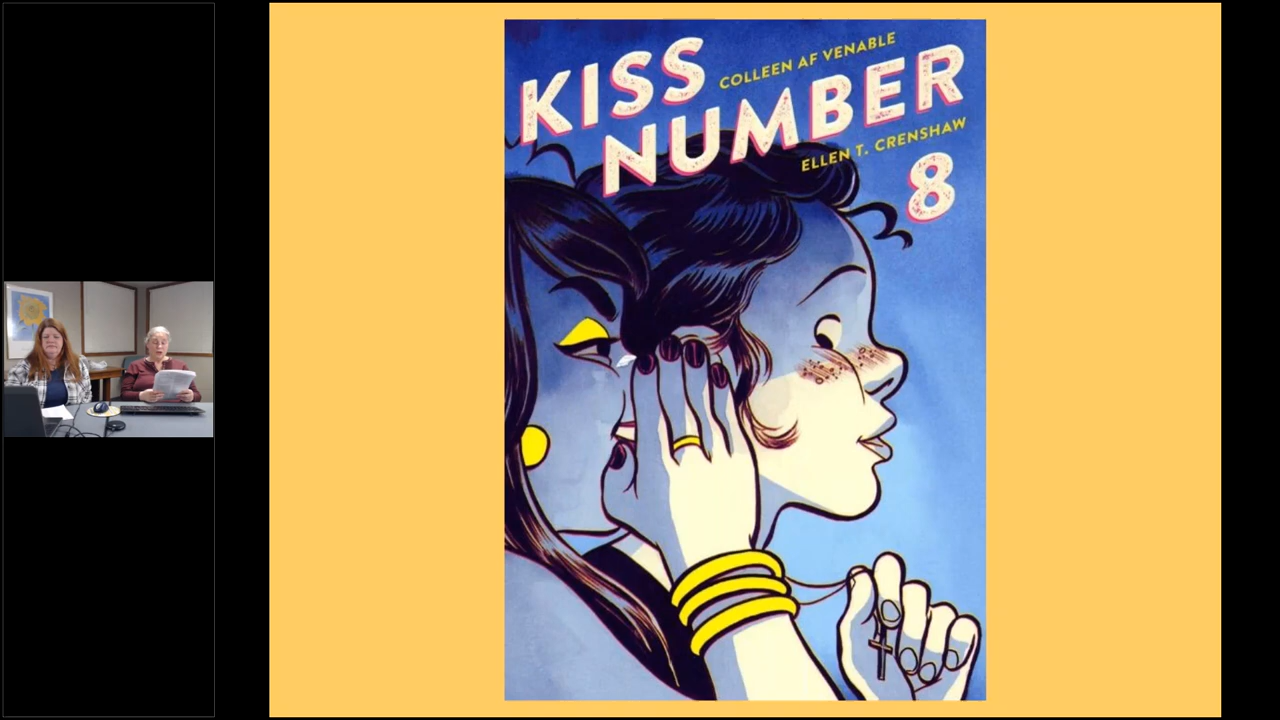 KISS
COLLEEN AF VENABLE
NUMBER
ELLEN T. CRENSHAW
8